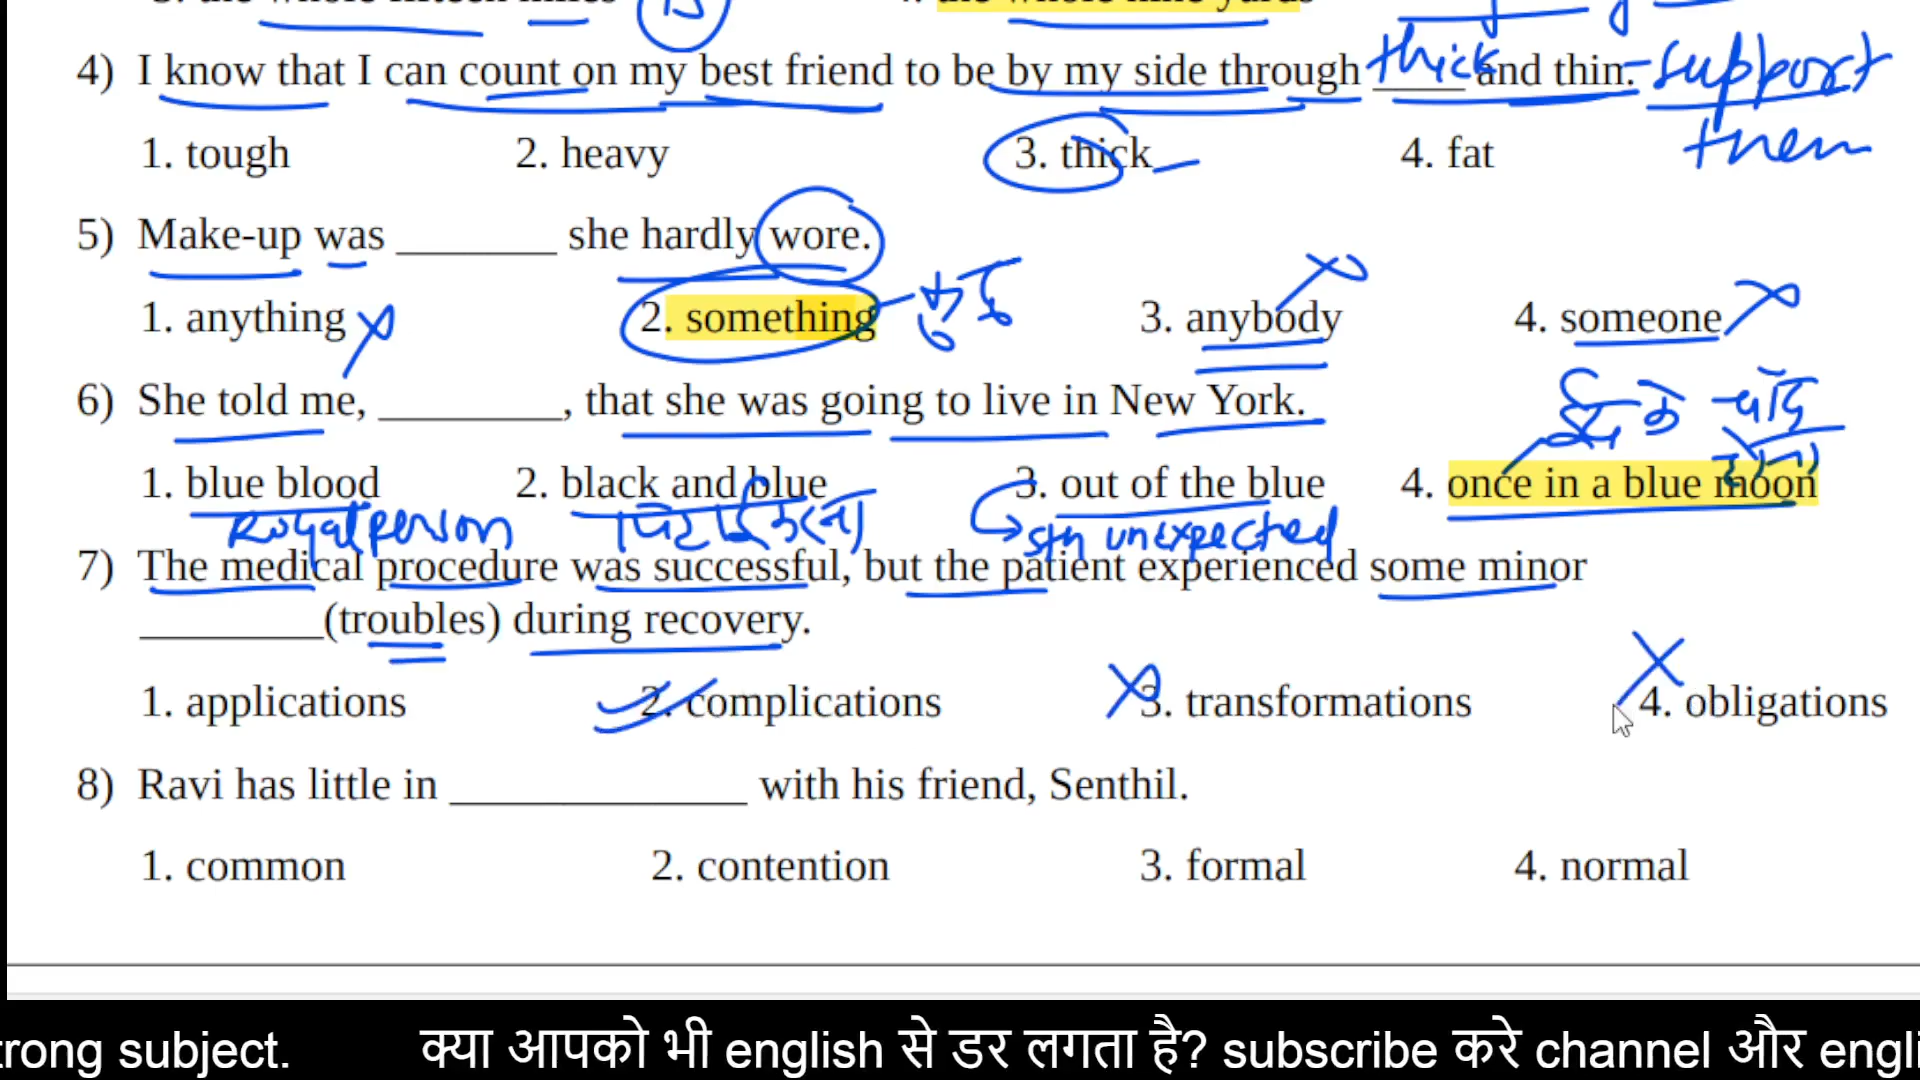 4) I know that I can count on my best friend to be by my side through thick and thin. - support
them
1. tough 2. heavy 3. thick 4. fat
5) Make-up was _______ she hardly wore.
1. anything 2. something 3. anybody 4. someone
6) She told me, ________, that she was going to live in New York.
1. blue blood 2. black and blue 3. out of the blue 4. once in a blue moon
Royal person sth unexpected
7) The medical procedure was successful, but the patient experienced some minor
________(troubles) during recovery.
1. applications 2. complications 3. transformations 4. obligations
8) Ravi has little in _____________ with his friend, Senthil.
1. common 2. contention 3. formal 4. normal
trong subject. क्या आपको भी english से डर लगता है? subscribe करे channel और engli